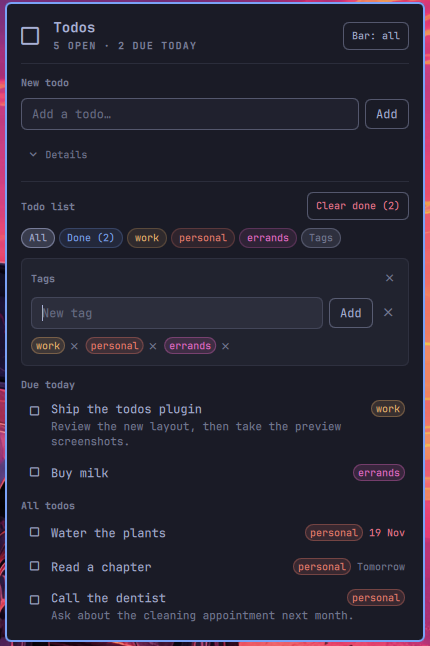 Todos
5 OPEN · 2 DUE TODAY
Bar: all
New todo
Add a todo…
Add
Details
Todo list
Clear done (2)
All
Done (2)
work
personal
errands
Tags
Tags
×
New tag
Add
×
work ×
personal ×
errands ×
Due today
Ship the todos plugin
work
Review the new layout, then take the preview
screenshots.
Buy milk
errands
All todos
Water the plants
personal
19 Nov
Read a chapter
personal
Tomorrow
Call the dentist
personal
Ask about the cleaning appointment next month.